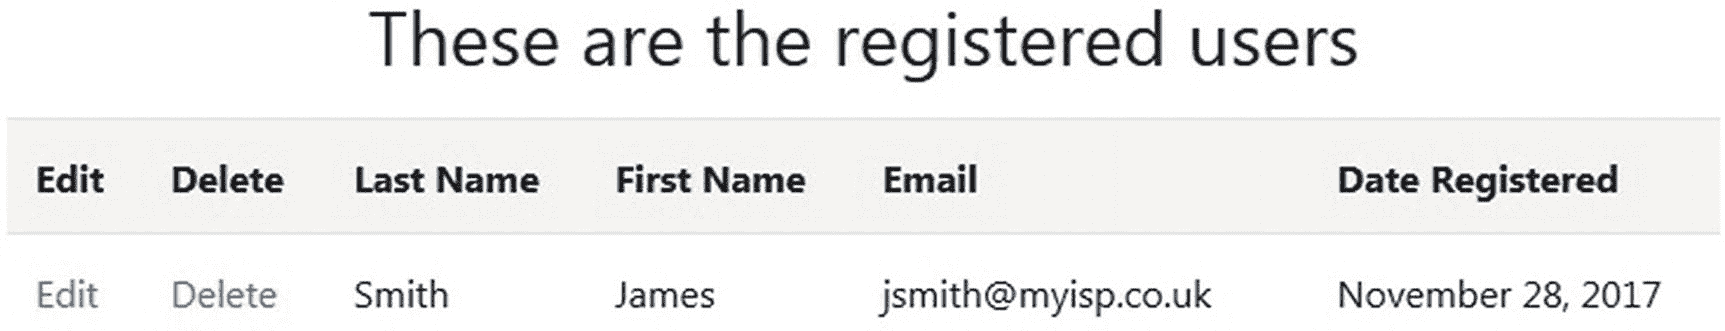 These are the registered users
Edit Delete Last Name First Name Email Date Registered
Edit Delete Smith James jsmith@myisp.co.uk November 28, 2017